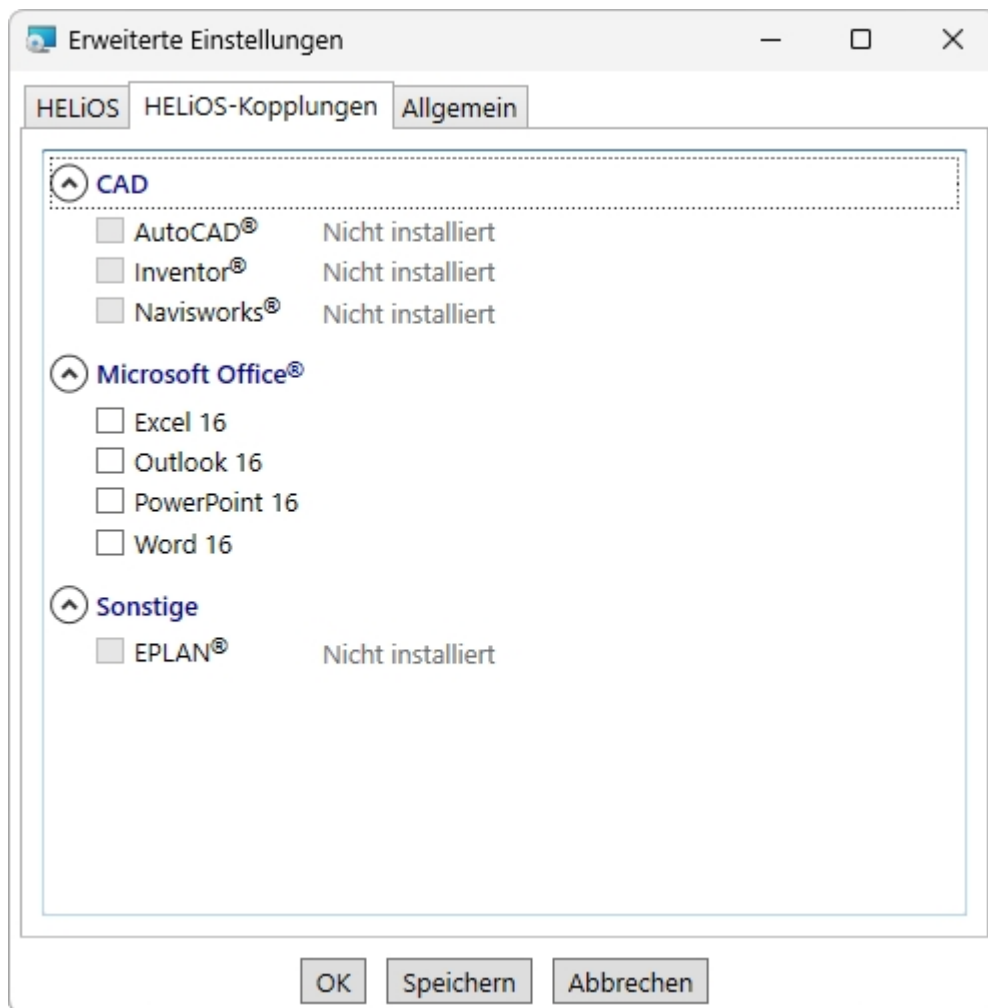 Erweiterte Einstellungen
HELiOS HELiOS-Kopplungen Allgemein
CAD
AutoCAD® Nicht installiert
Inventor® Nicht installiert
Navisworks® Nicht installiert
Microsoft Office®
Excel 16
Outlook 16
PowerPoint 16
Word 16
Sonstige
EPLAN® Nicht installiert
OK Speichern Abbrechen